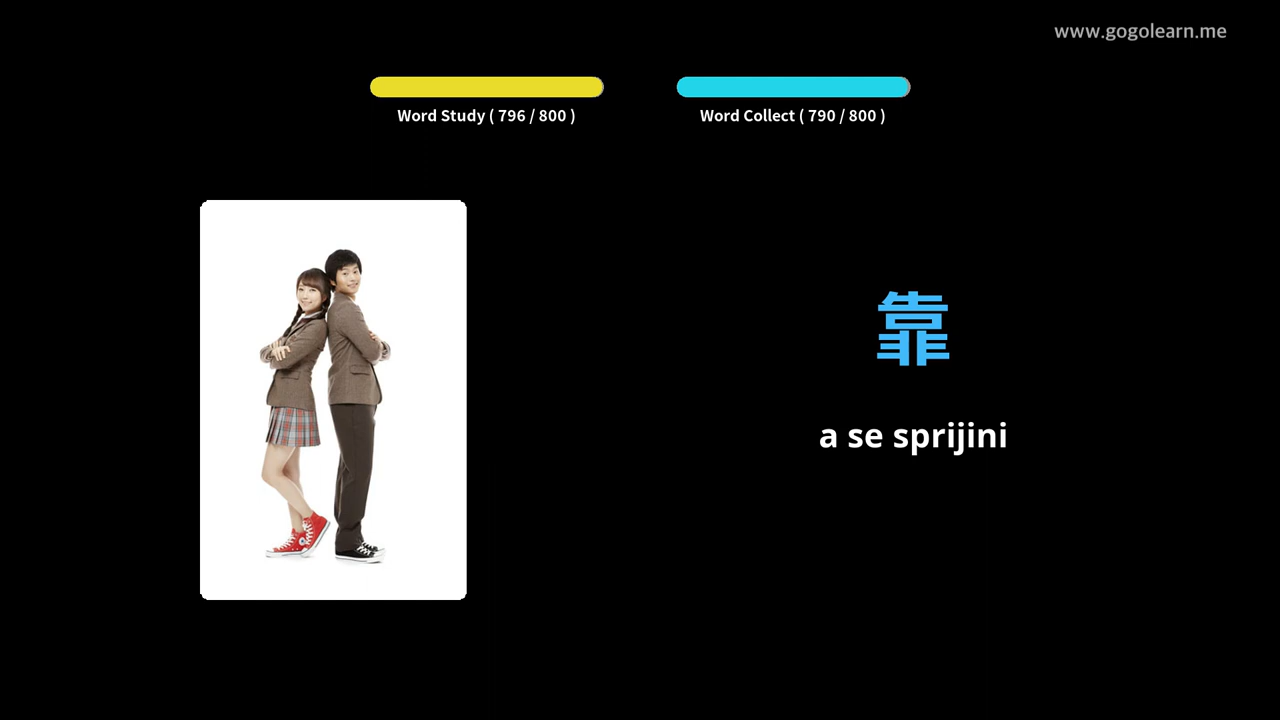 www.gogolearn.me
Word Study ( 796 / 800 )
Word Collect ( 790 / 800 )
靠
a se sprijini